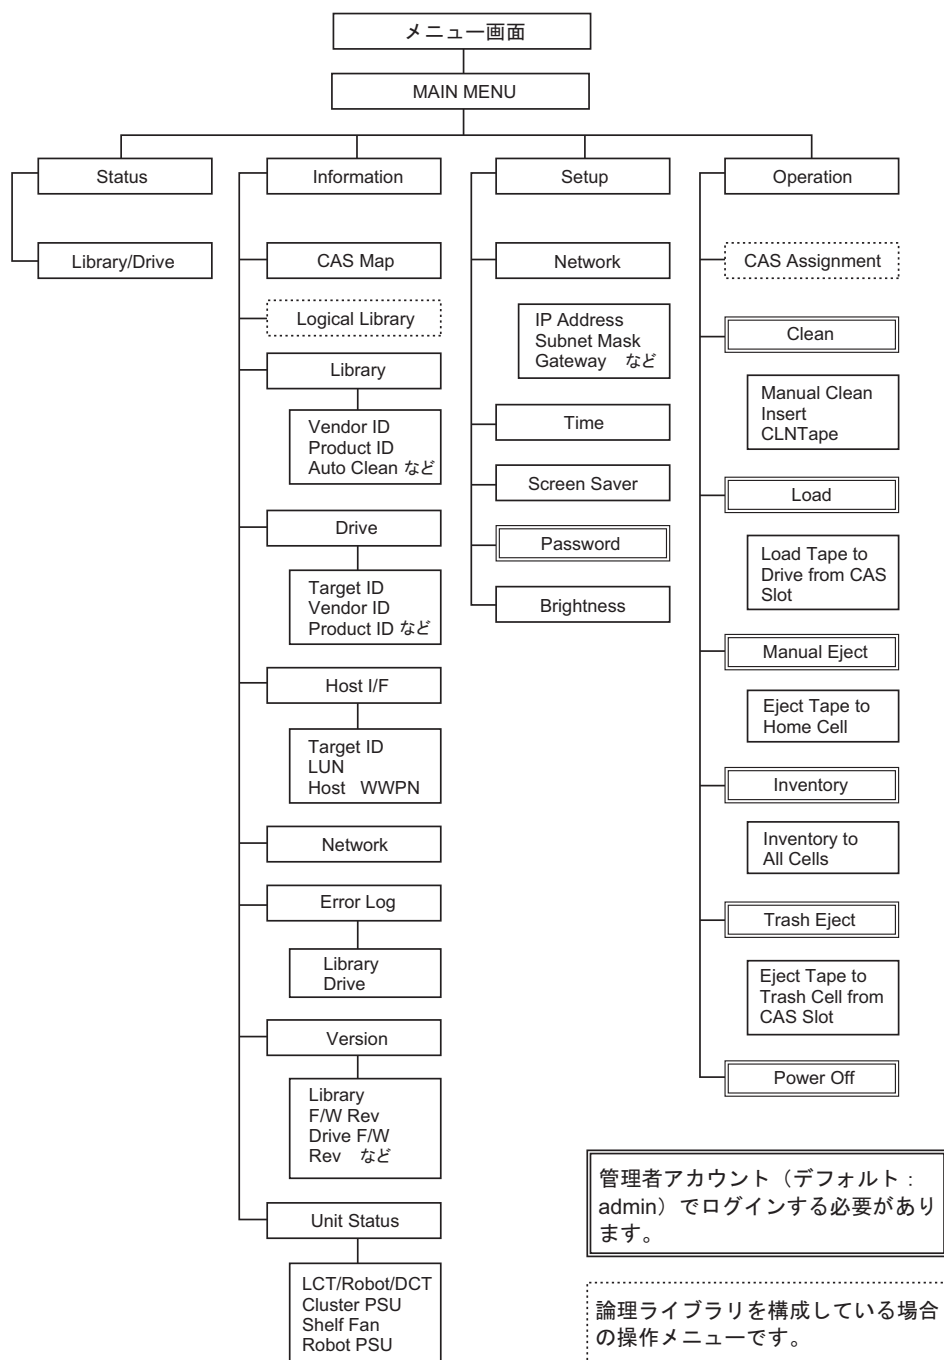 メニュー画面
MAIN MENU
Status
Library/Drive
Information
CAS Map
Logical Library
Library
Vendor ID
Product ID
Auto Clean など
Drive
Target ID
Vendor ID
Product ID など
Host I/F
Target ID
LUN
Host WWPN
Network
Error Log
Library
Drive
Version
Library
F/W Rev
Drive F/W
Rev など
Unit Status
LCT/Robot/DCT
Cluster PSU
Shelf Fan
Robot PSU
Setup
Network
IP Address
Subnet Mask
Gateway など
Time
Screen Saver
Password
Brightness
Operation
CAS Assignment
Clean
Manual Clean
Insert
CLNTape
Load
Load Tape to
Drive from CAS
Slot
Manual Eject
Eject Tape to
Home Cell
Inventory
Inventory to
All Cells
Trash Eject
Eject Tape to
Trash Cell from
CAS Slot
Power Off
管理者アカウント（デフォルト：
admin）でログインする必要があり
ます。
論理ライブラリを構成している場合
の操作メニューです。